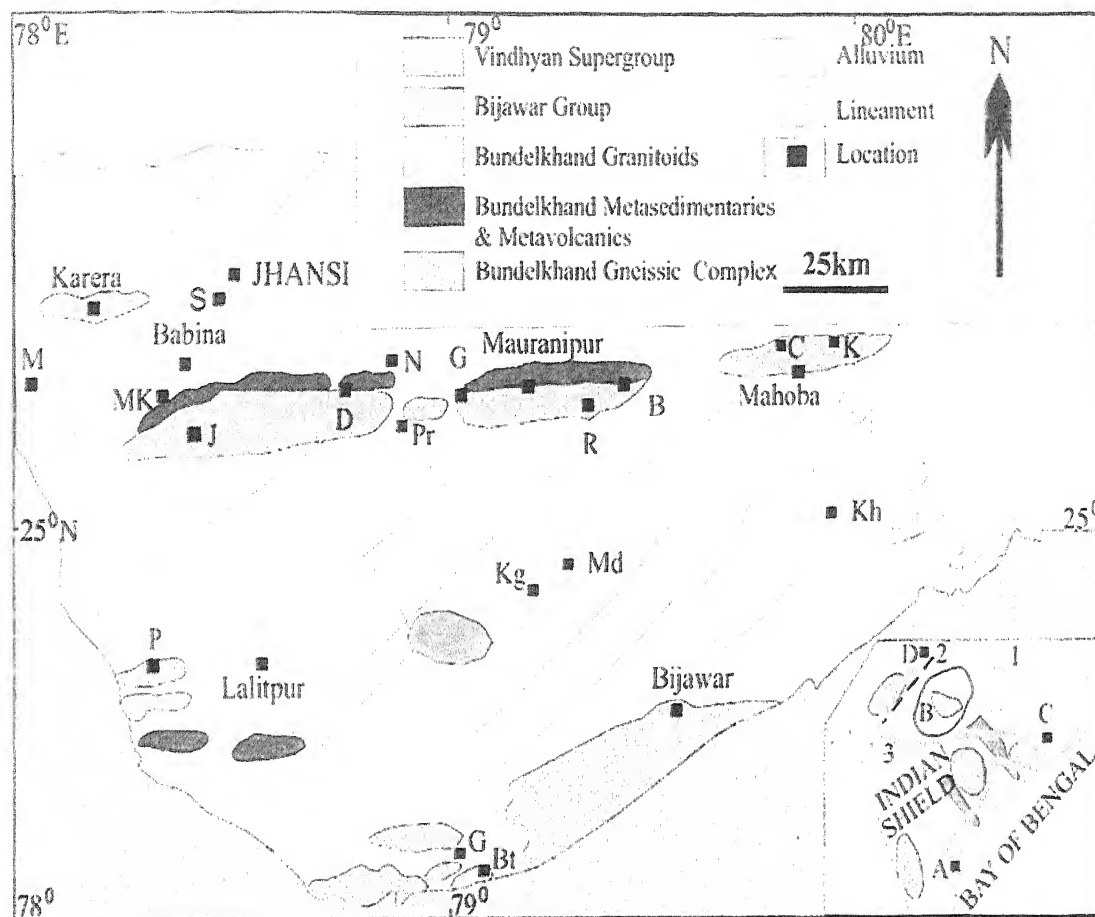 78⁰E
79⁰
80⁰E
N
Vindhyan Supergroup
Alluvium
Bijawar Group
Lineament
Bundelkhand Granitoids
Location
Bundelkhand Metasedimentaries
& Metavolcanics
Bundelkhand Gneissic Complex
25km
Karera
JHANSI
S
Babina
M
MK
J
D
N
G
Mauranipur
Pr
R
B
C
K
Mahoba
25⁰N
25⁰
Kh
Kg
Md
P
Lalitpur
Bijawar
G
Bt
D
2
1
B
C
3
INDIAN
SHIELD
A
BAY OF BENGAL
78⁰
79⁰